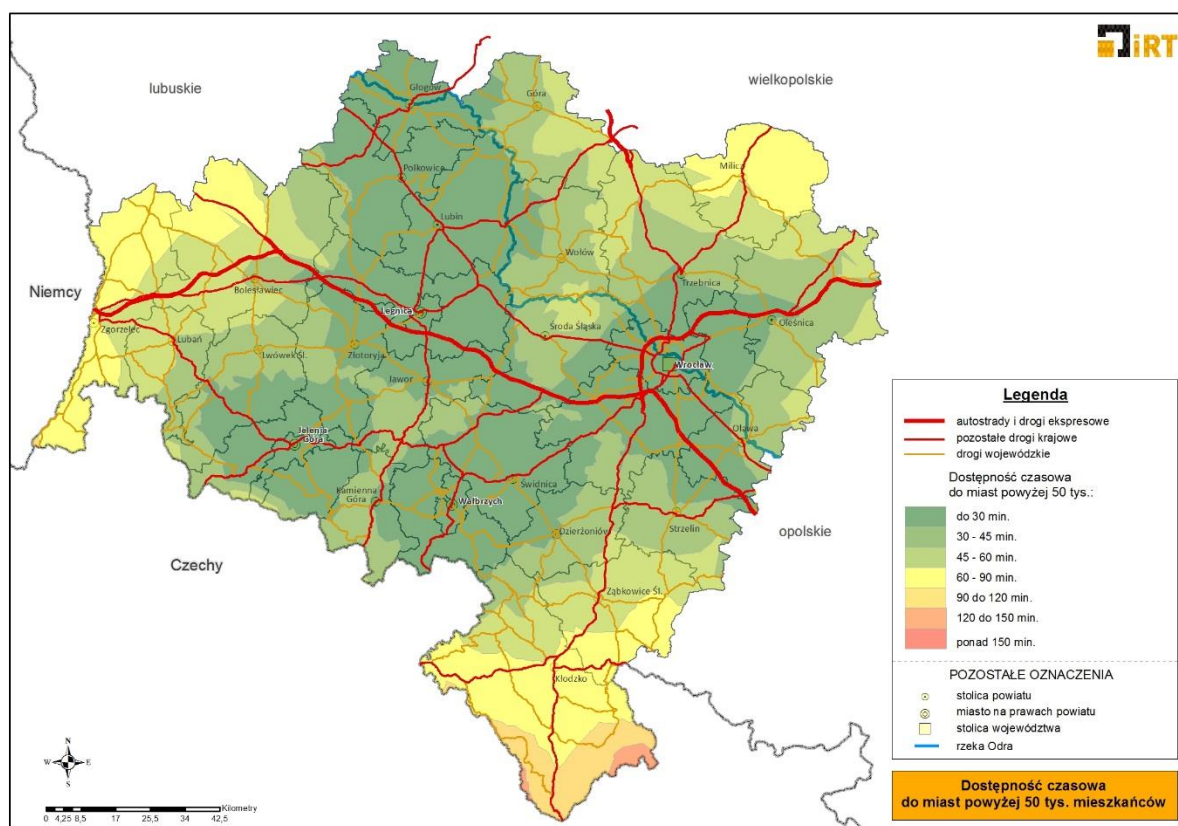 iRT
lubuskie
wielkopolskie
Głogów
Góra
Polkowice
Milicz
Lubin
Wołów
Niemcy
Trzebnica
Bolesławiec
Legnica
Zgorzelec
Środa Śląska
Oleśnica
Lubań
Lwówek Śl.
Złotoryja
Wrocław
Jawor
Jelenia
Góra
Oława
Kamienna
Góra
Świdnica
Wałbrzych
Dzierżoniów
Strzelin
opolskie
Czechy
Ząbkowice Śl.
Kłodzko
Legenda
autostrady i drogi ekspresowe
pozostałe drogi krajowe
drogi wojewódzkie
Dostępność czasowa
do miast powyżej 50 tys.:
do 30 min.
30 - 45 min.
45 - 60 min.
60 - 90 min.
90 do 120 min.
120 do 150 min.
ponad 150 min.
POZOSTAŁE OZNACZENIA
stolica powiatu
miasto na prawach powiatu
stolica województwa
rzeka Odra
Dostępność czasowa
do miast powyżej 50 tys. mieszkańców
N
W E
S
Kilometry
0 4,25 8,5 17 25,5 34 42,5